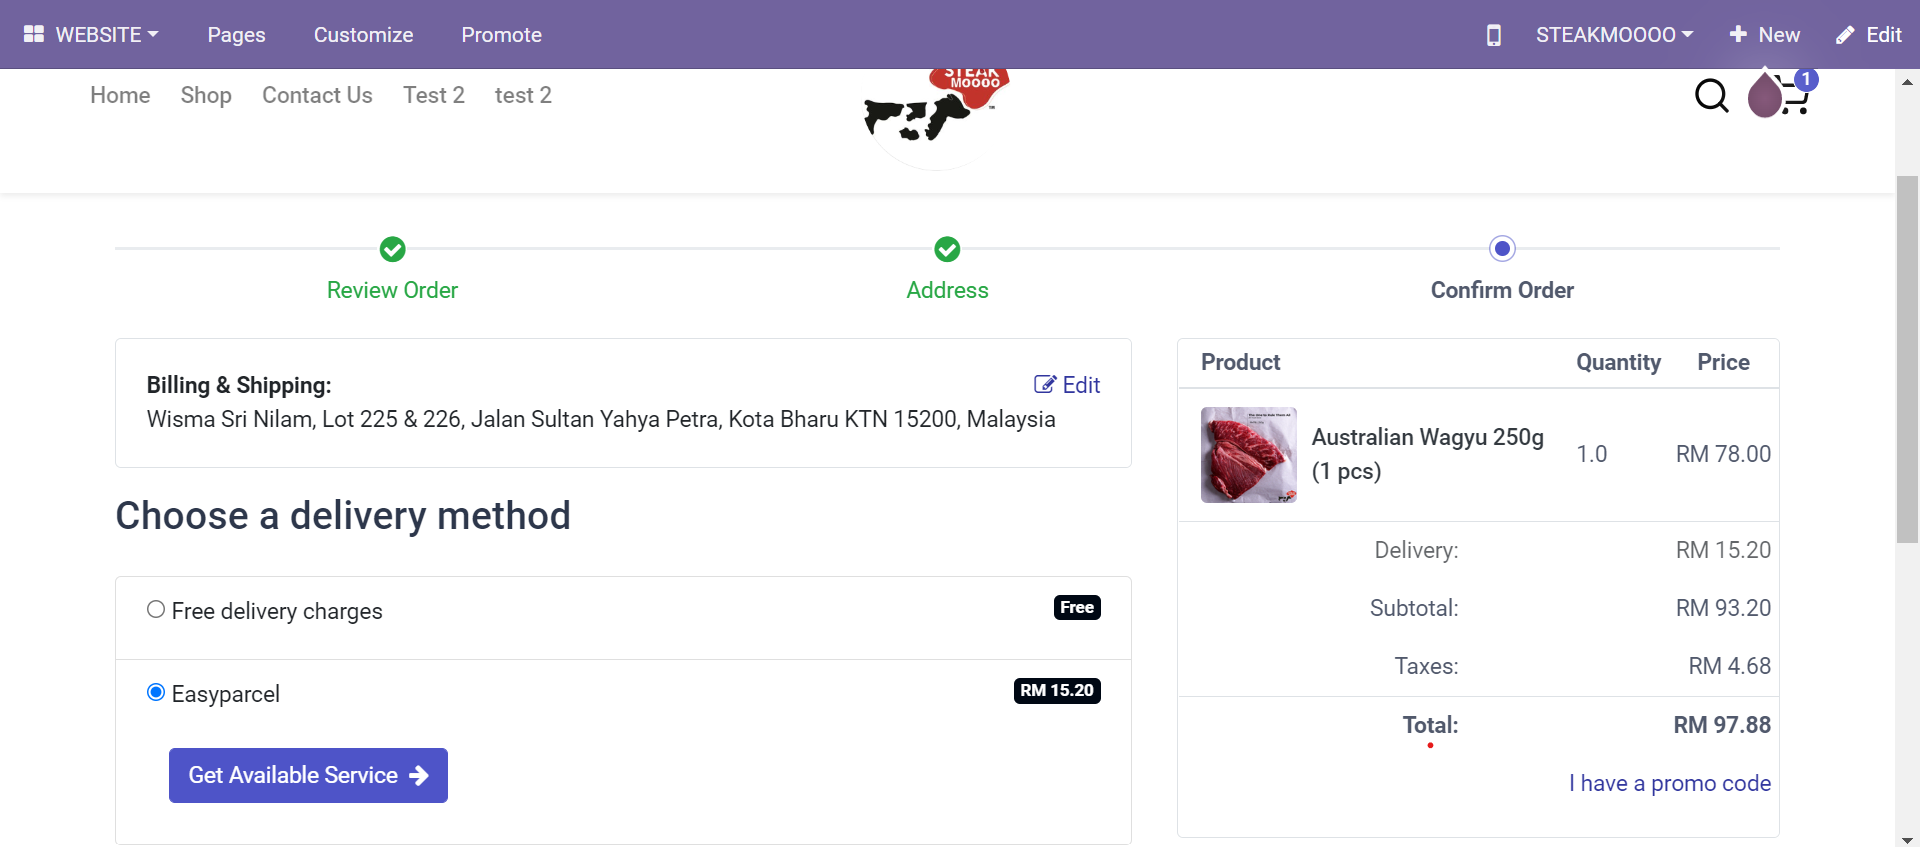 WEBSITE Pages Customize Promote STEAKMOOOO New Edit
Home Shop Contact Us Test 2 test 2
STEAK
MOOOO
1
Review Order Address Confirm Order
Billing & Shipping: Edit
Wisma Sri Nilam, Lot 225 & 226, Jalan Sultan Yahya Petra, Kota Bharu KTN 15200, Malaysia
Choose a delivery method
Free delivery charges Free
Easyparcel RM 15.20
Get Available Service
Product Quantity Price
Australian Wagyu 250g
(1 pcs) 1.0 RM 78.00
Delivery: RM 15.20
Subtotal: RM 93.20
Taxes: RM 4.68
Total: RM 97.88
I have a promo code